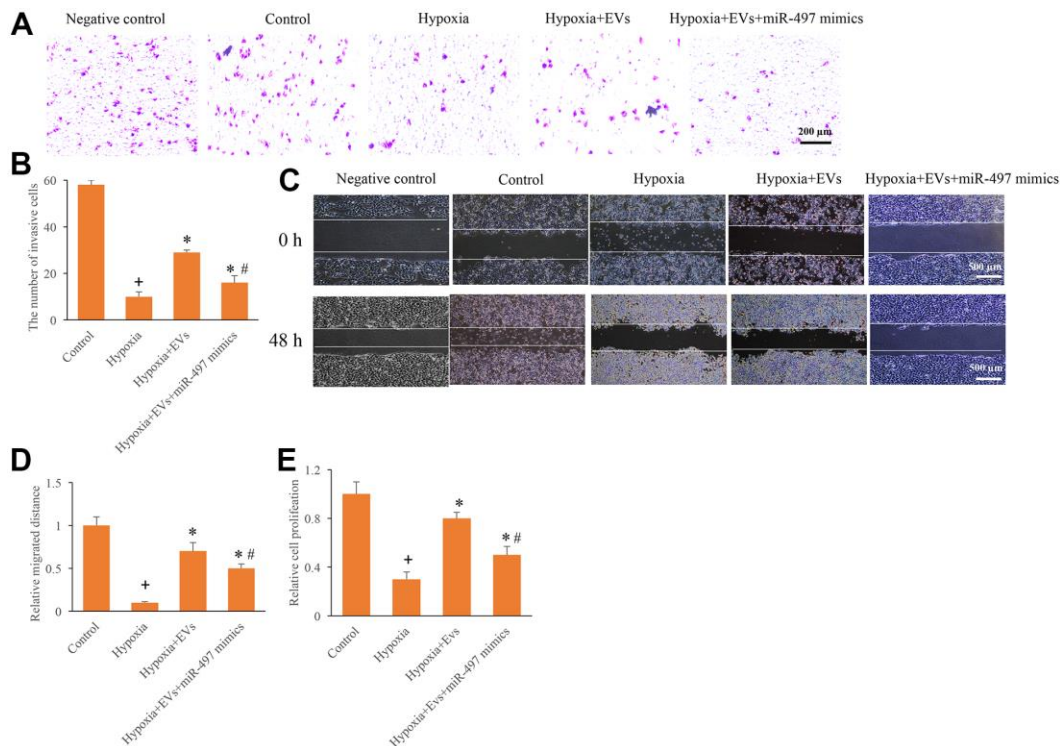 A
Negative control
Control
Hypoxia
Hypoxia+EVs
Hypoxia+EVs+miR-497 mimics
200 μm
B
The number of invasive cells
60
40
20
0
Control
Hypoxia
Hypoxia+EVs
Hypoxia+EVs+miR-497 mimics
+
*
* #
C
Negative control
Control
Hypoxia
Hypoxia+EVs
Hypoxia+EVs+miR-497 mimics
0 h
500 μm
48 h
500 μm
D
Relative migrated distance
1.5
1
0.5
0
Control
Hypoxia
Hypoxia+EVs
Hypoxia+EVs+miR-497 mimics
+
*
* #
E
Relative cell prolifeation
1.2
0.8
0.4
0
Control
Hypoxia
Hypoxia+Evs
Hypoxia+Evs+miR-497 mimics
+
*
* #